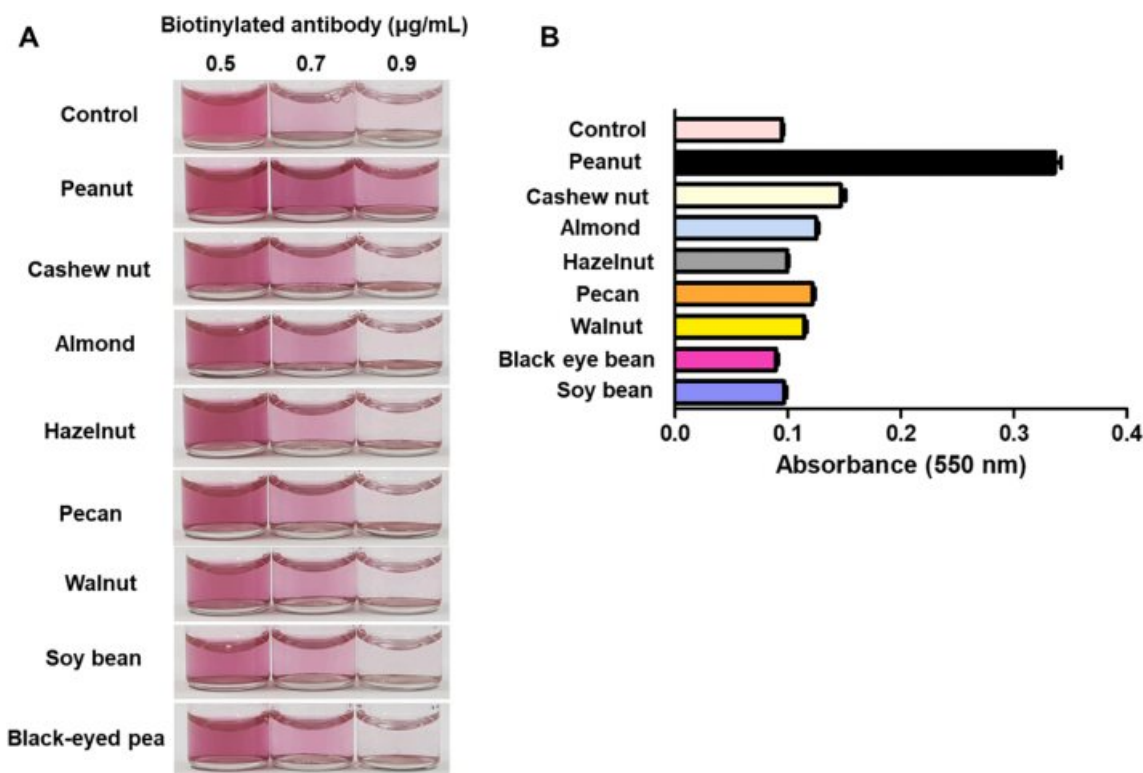 A
Biotinylated antibody (µg/mL)
0.5 0.7 0.9
Control
Peanut
Cashew nut
Almond
Hazelnut
Pecan
Walnut
Soy bean
Black-eyed pea
B
Control
Peanut
Cashew nut
Almond
Hazelnut
Pecan
Walnut
Black eye bean
Soy bean
0.0 0.1 0.2 0.3 0.4
Absorbance (550 nm)